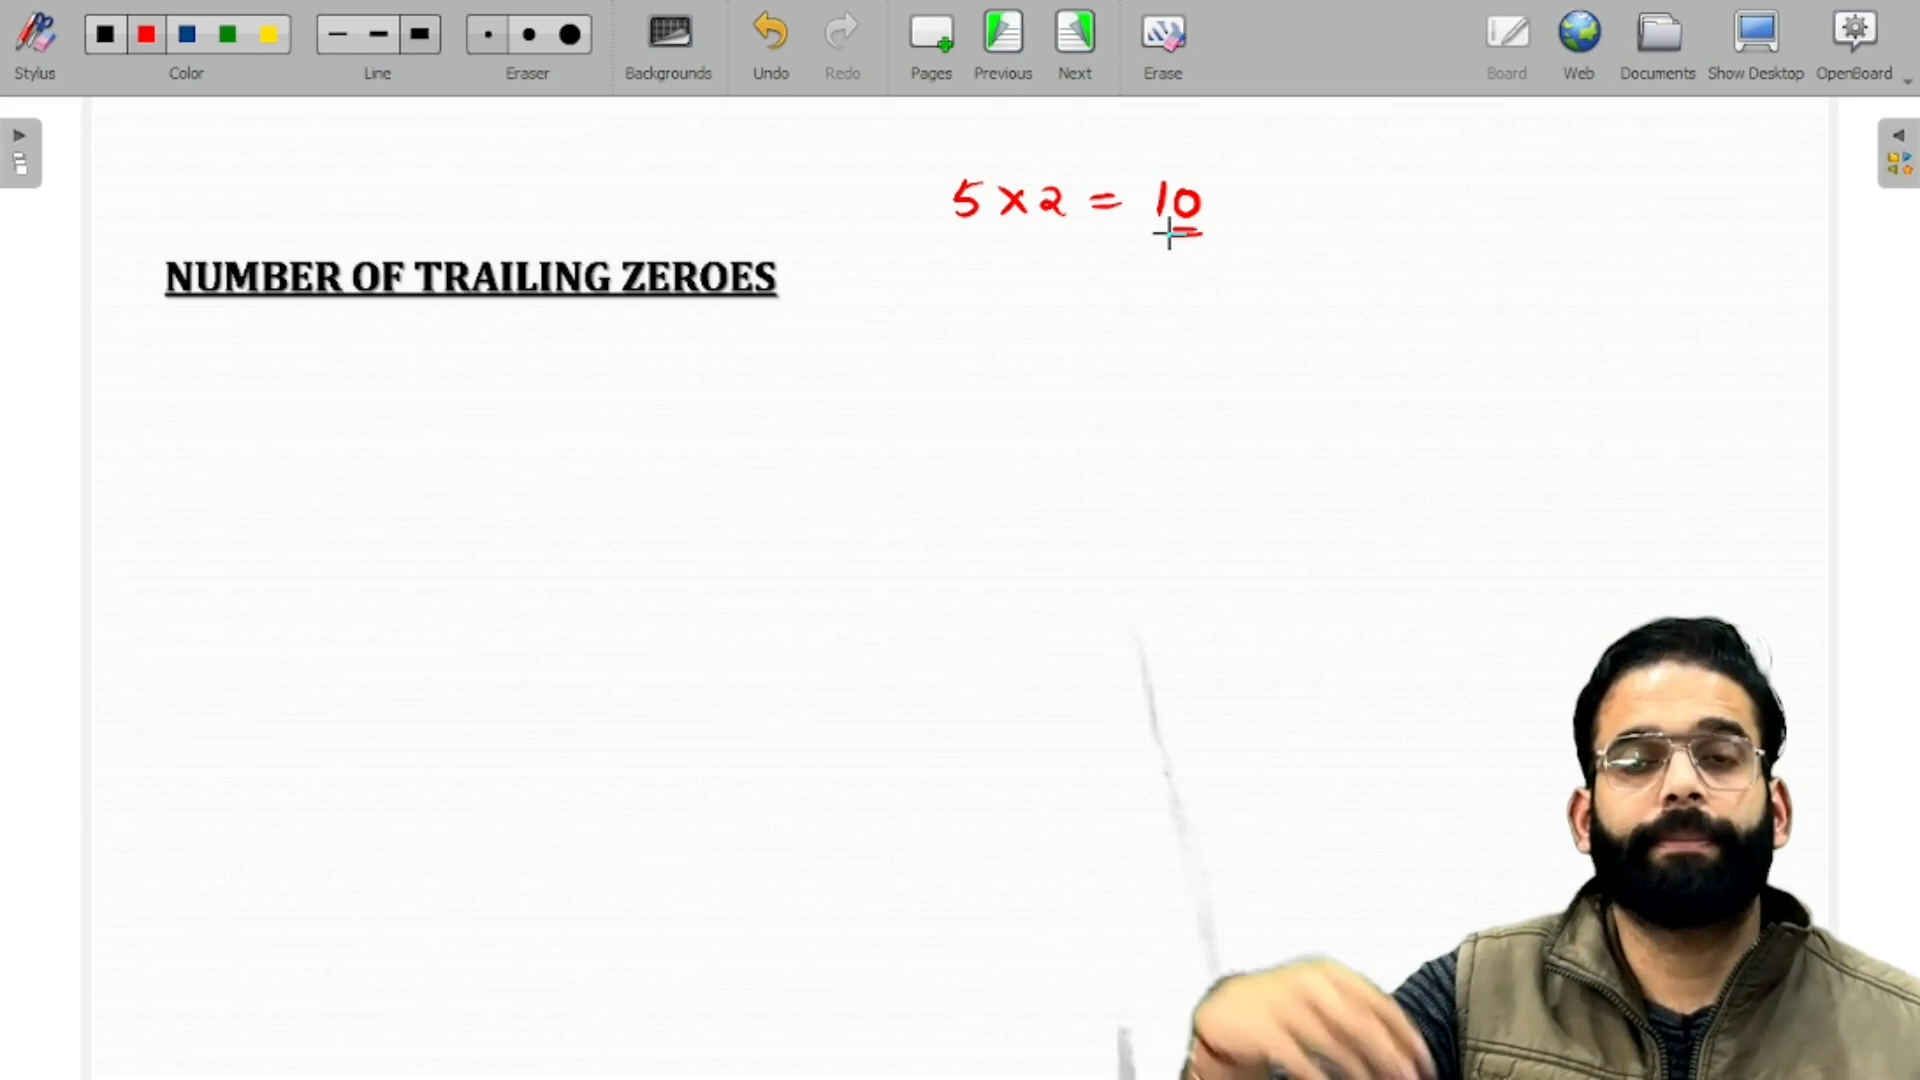 Stylus Color Line Eraser Backgrounds Undo Redo Pages Previous Next Erase Board Web Documents Show Desktop OpenBoard
5 × 2 = 10
NUMBER OF TRAILING ZEROES